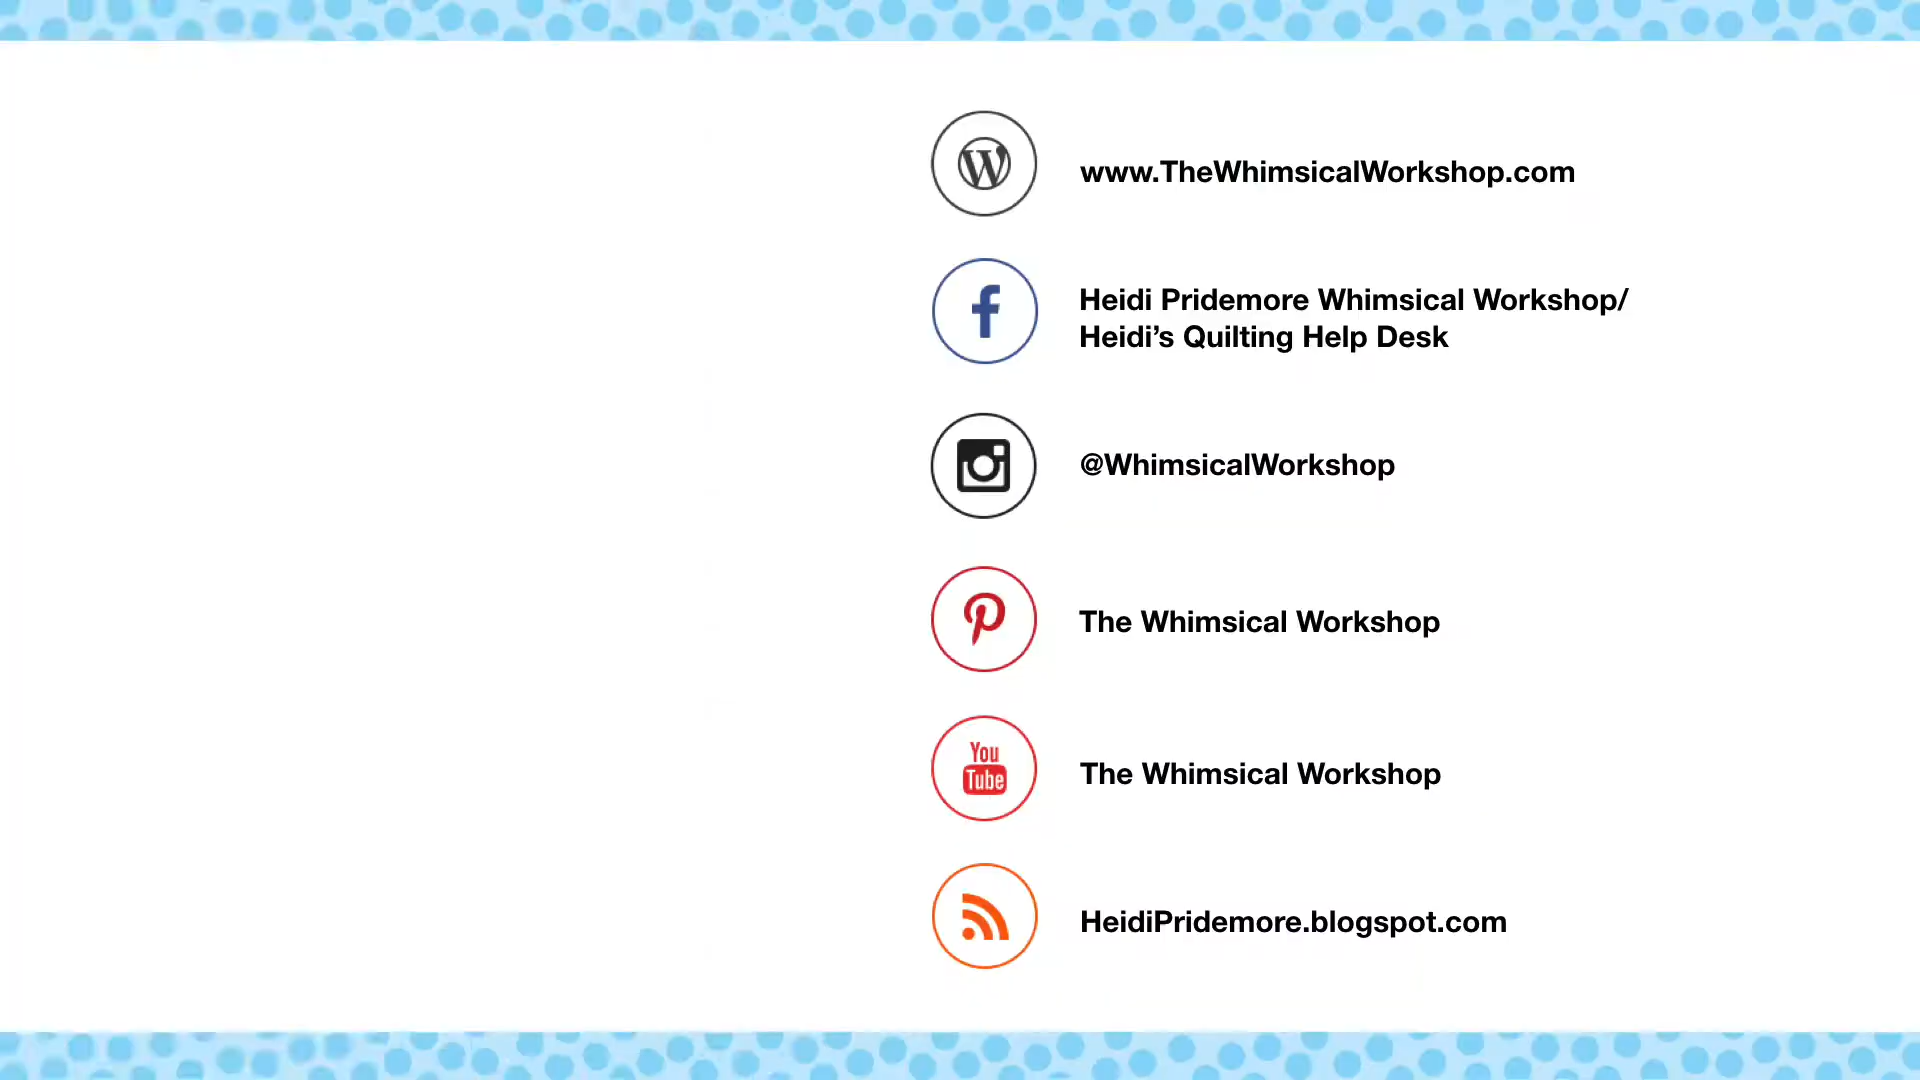 www.TheWhimsicalWorkshop.com
Heidi Pridemore Whimsical Workshop/
Heidi’s Quilting Help Desk
@WhimsicalWorkshop
The Whimsical Workshop
You
Tube
The Whimsical Workshop
HeidiPridemore.blogspot.com